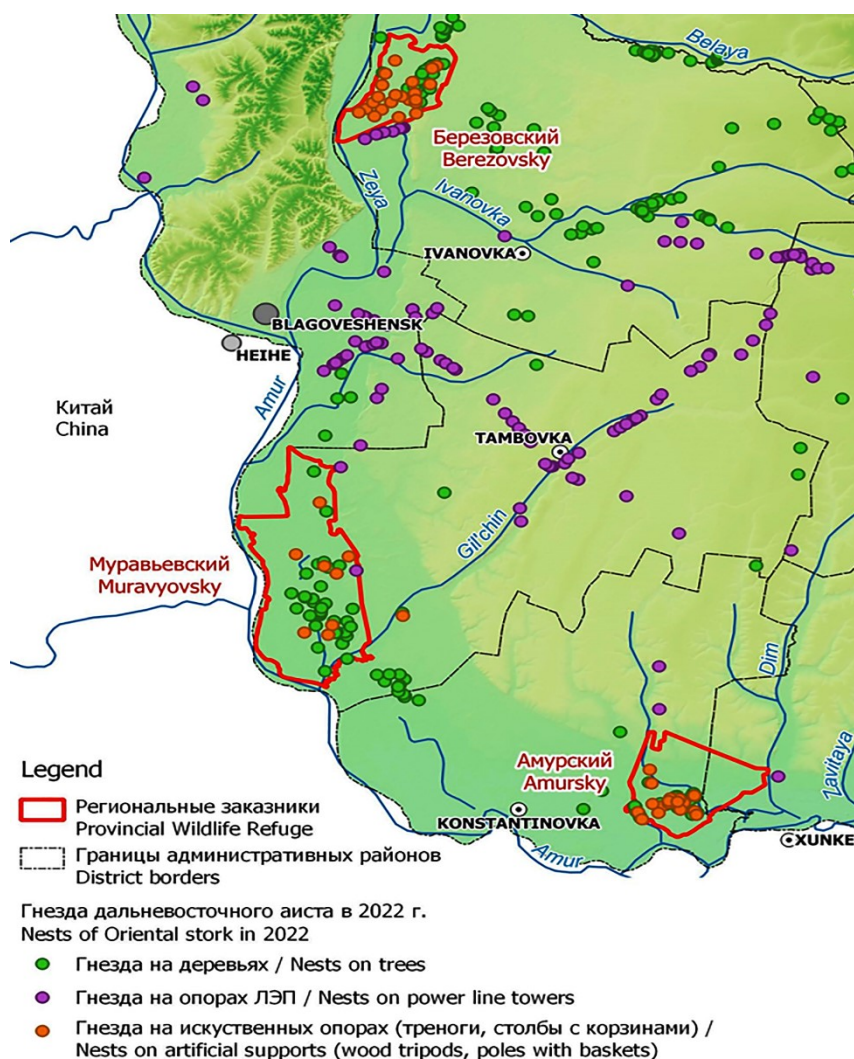 Belaya
Березовский
Berezovsky
Zeya
Ivanovka
IVANOVKA
BLAGOVESHENSK
HEIHE
Amur
Китай
China
TAMBOVKA
Gil'chin
Муравьевский
Muravyovsky
Dim
Zavitaya
Амурский
Amursky
KONSTANTINOVKA
XUNKE
Amur
Legend
Региональные заказники
Provincial Wildlife Refuge
Границы административных районов
District borders
Гнезда дальневосточного аиста в 2022 г.
Nests of Oriental stork in 2022
Гнезда на деревьях / Nests on trees
Гнезда на опорах ЛЭП / Nests on power line towers
Гнезда на искуственных опорах (треноги, столбы с корзинами) /
Nests on artificial supports (wood tripods, poles with baskets)